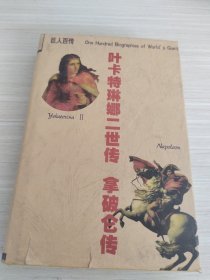 巨人百传
One Hundred Biographies of World's Giant
叶卡特琳娜二世传 拿破仑传
Yekaterina II
Napoleon